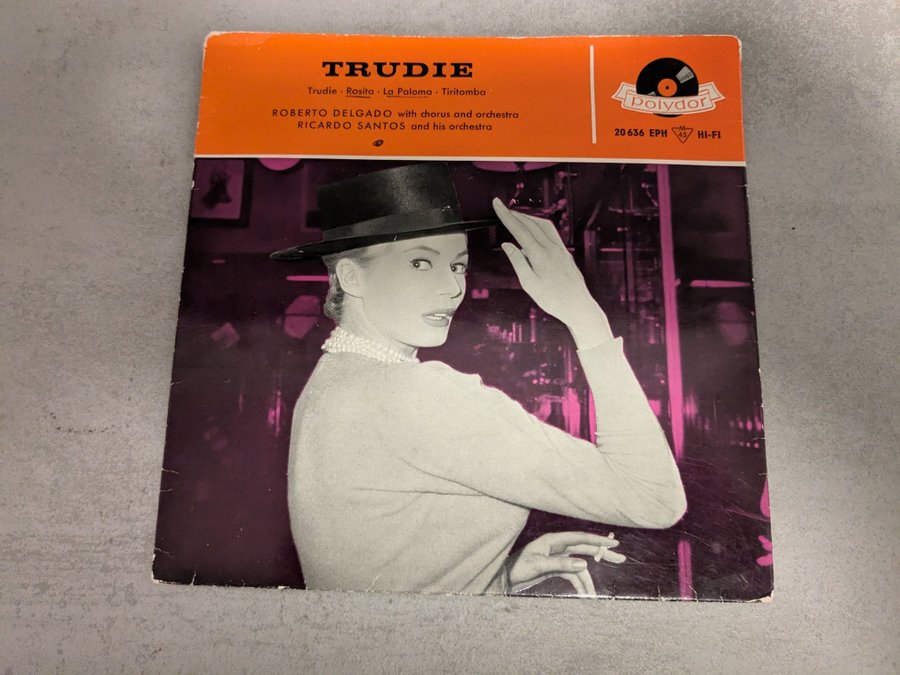 TRUDIE
Trudie · Rosita · La Paloma · Tiritomba
ROBERTO DELGADO with chorus and orchestra
RICARDO SANTOS and his orchestra
polydor
20 636 EPH M 45 HI-FI